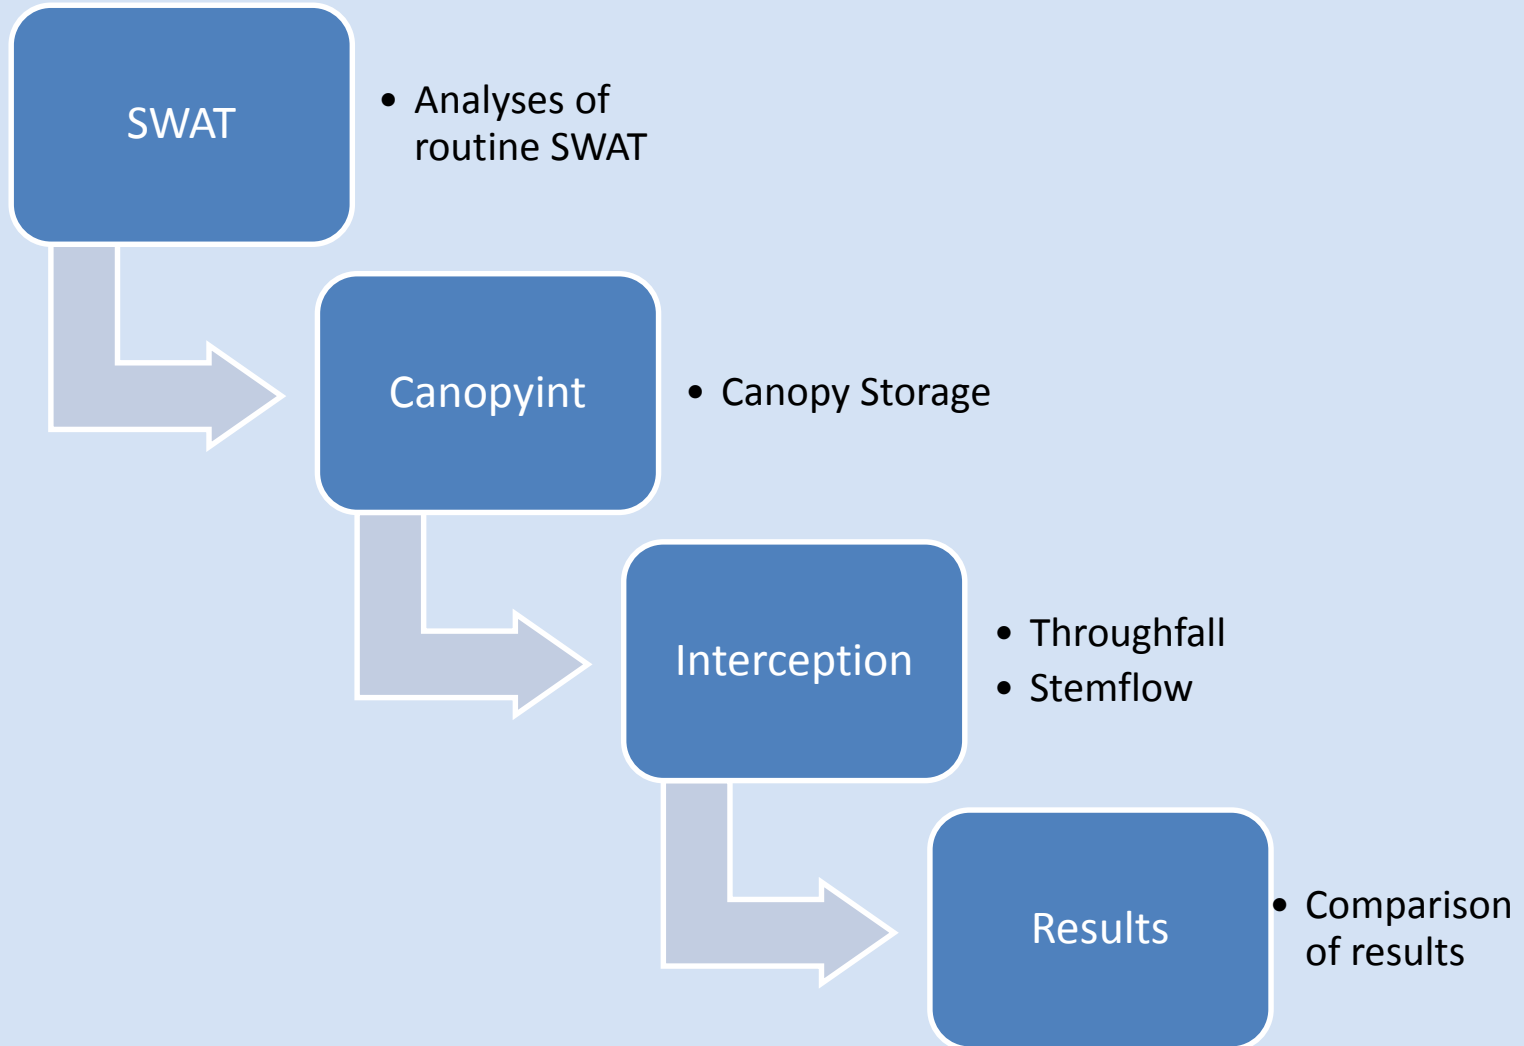 SWAT
• Analyses of
routine SWAT
Canopyint
• Canopy Storage
Interception
• Throughfall
• Stemflow
Results
• Comparison
of results